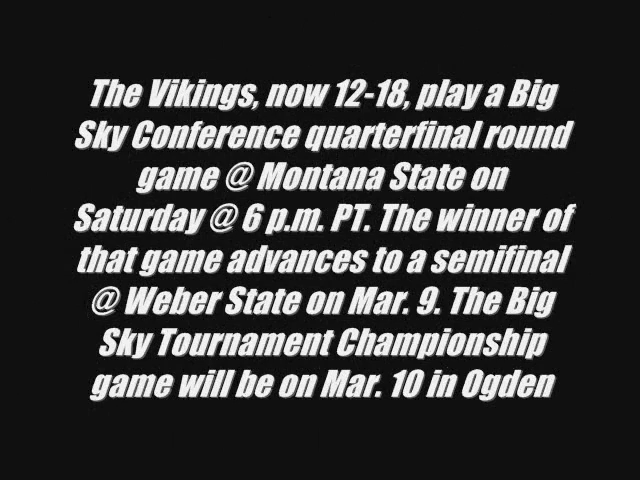 The Vikings, now 12-18, play a Big
Sky Conference quarterfinal round
game @ Montana State on
Saturday @ 6 p.m. PT. The winner of
that game advances to a semifinal
@ Weber State on Mar. 9. The Big
Sky Tournament Championship
game will be on Mar. 10 in Ogden